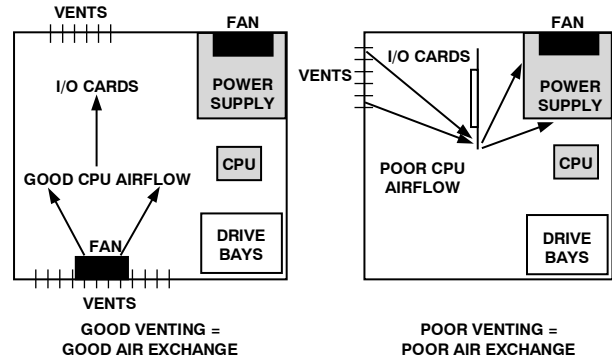 VENTS
FAN
I/O CARDS
POWER
SUPPLY
CPU
GOOD CPU AIRFLOW
FAN
DRIVE
BAYS
VENTS
GOOD VENTING =
GOOD AIR EXCHANGE
FAN
I/O CARDS
VENTS
POWER
SUPPLY
CPU
POOR CPU
AIRFLOW
DRIVE
BAYS
POOR VENTING =
POOR AIR EXCHANGE